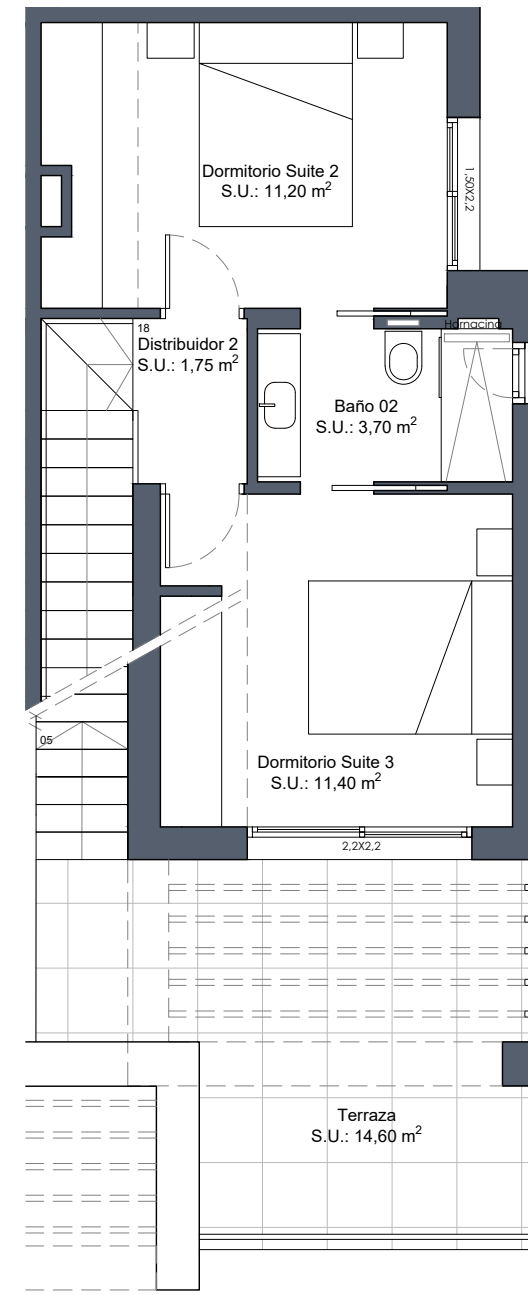 Dormitorio Suite 2
S.U.: 11,20 m²
1,50X2,2
18
Distribuidor 2
S.U.: 1,75 m²
Hornacina
Baño 02
S.U.: 3,70 m²
05
Dormitorio Suite 3
S.U.: 11,40 m²
2,2X2,2
Terraza
S.U.: 14,60 m²